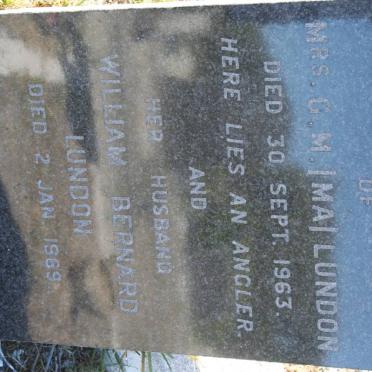 OF
MRS. G. M. (MA) LUNDON
DIED 30 SEPT. 1963.
HERE LIES AN ANGLER.
AND
HER HUSBAND
WILLIAM BERNARD
LUNDON
DIED 2 JAN. 1969.